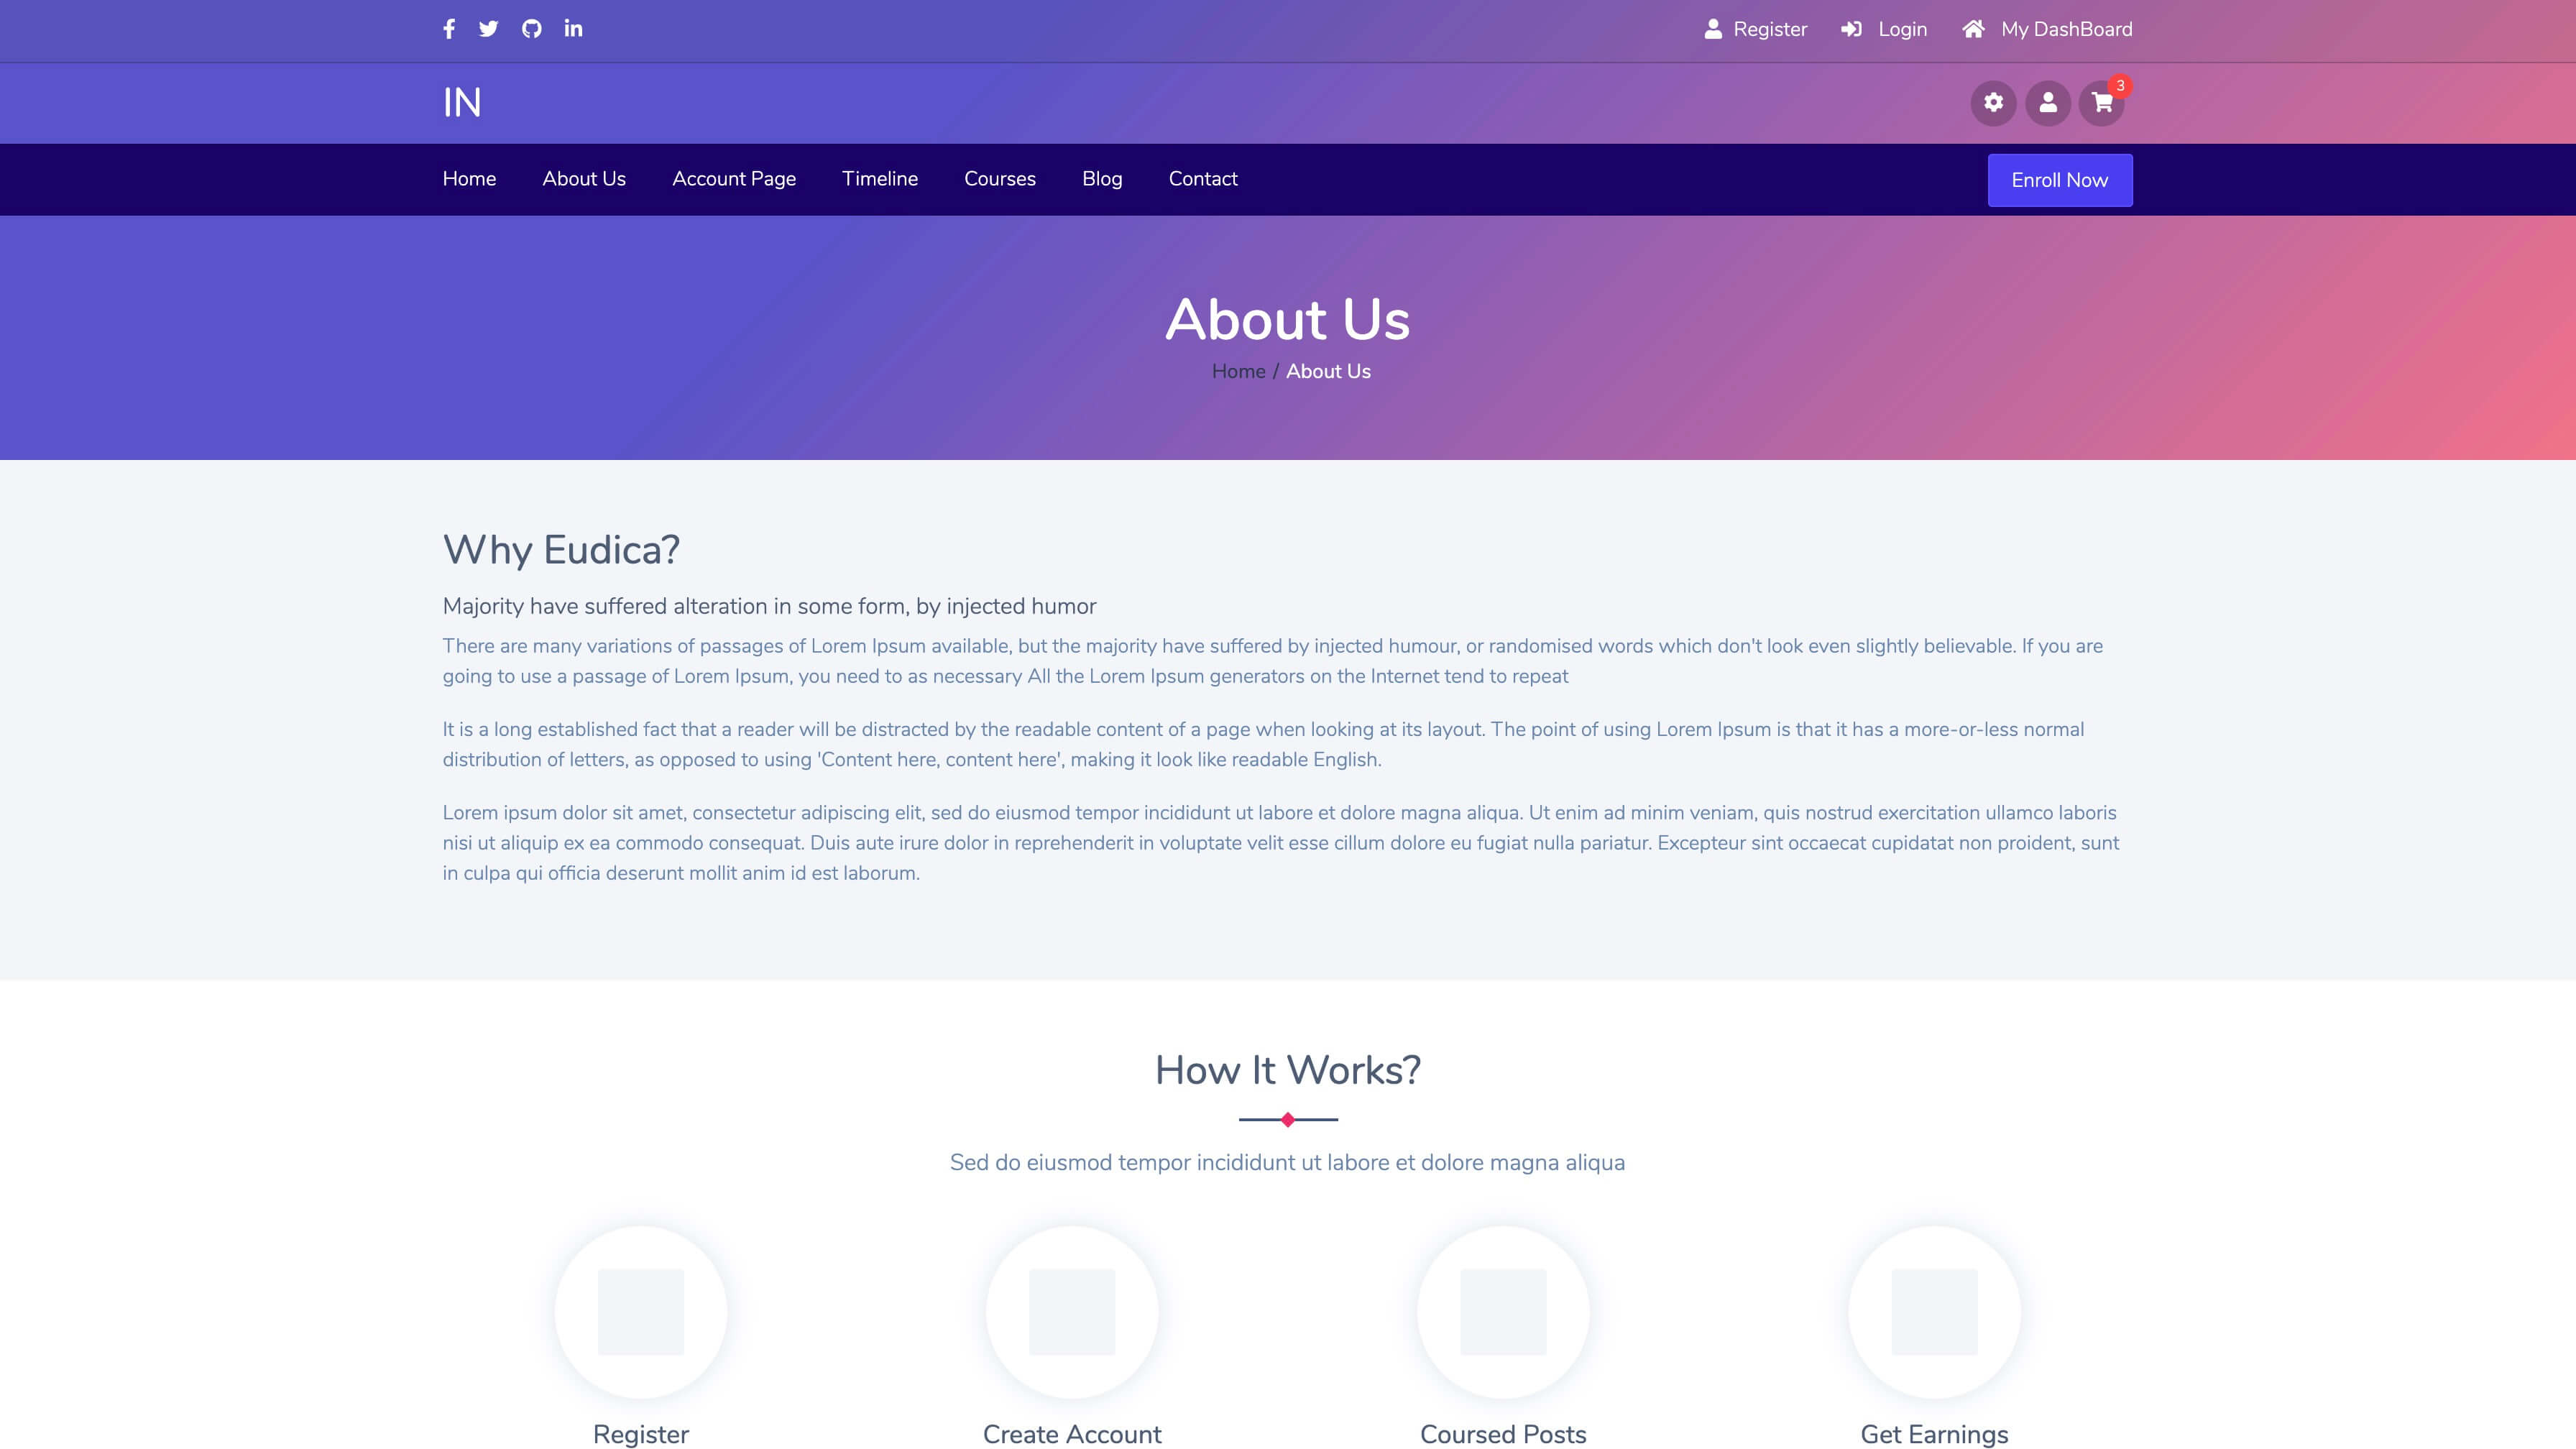 Register Login My DashBoard
IN
3
Home About Us Account Page Timeline Courses Blog Contact Enroll Now
About Us
Home / About Us
Why Eudica?
Majority have suffered alteration in some form, by injected humor
There are many variations of passages of Lorem Ipsum available, but the majority have suffered by injected humour, or randomised words which don't look even slightly believable. If you are
going to use a passage of Lorem Ipsum, you need to as necessary All the Lorem Ipsum generators on the Internet tend to repeat
It is a long established fact that a reader will be distracted by the readable content of a page when looking at its layout. The point of using Lorem Ipsum is that it has a more-or-less normal
distribution of letters, as opposed to using 'Content here, content here', making it look like readable English.
Lorem ipsum dolor sit amet, consectetur adipiscing elit, sed do eiusmod tempor incididunt ut labore et dolore magna aliqua. Ut enim ad minim veniam, quis nostrud exercitation ullamco laboris
nisi ut aliquip ex ea commodo consequat. Duis aute irure dolor in reprehenderit in voluptate velit esse cillum dolore eu fugiat nulla pariatur. Excepteur sint occaecat cupidatat non proident, sunt
in culpa qui officia deserunt mollit anim id est laborum.
How It Works?
Sed do eiusmod tempor incididunt ut labore et dolore magna aliqua
Register Create Account Coursed Posts Get Earnings